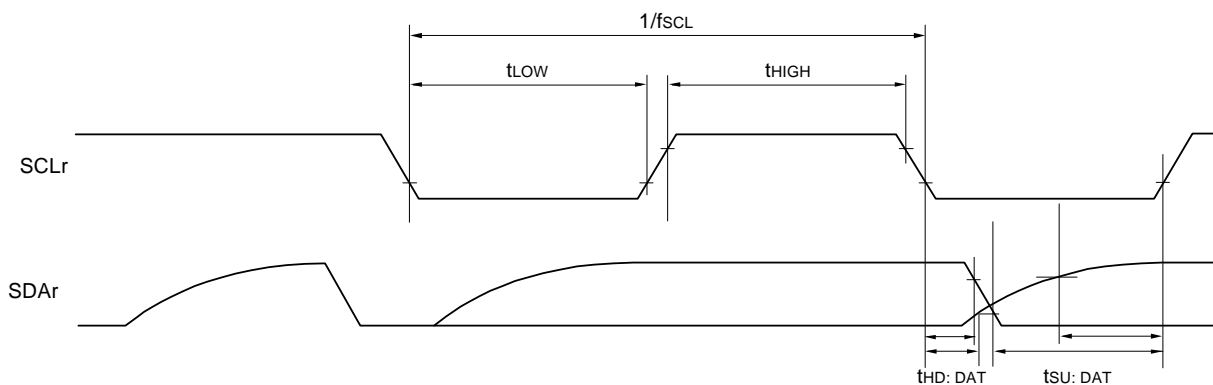 1/fSCL
tLOW
tHIGH
SCLr
SDAr
tHD: DAT
tSU: DAT